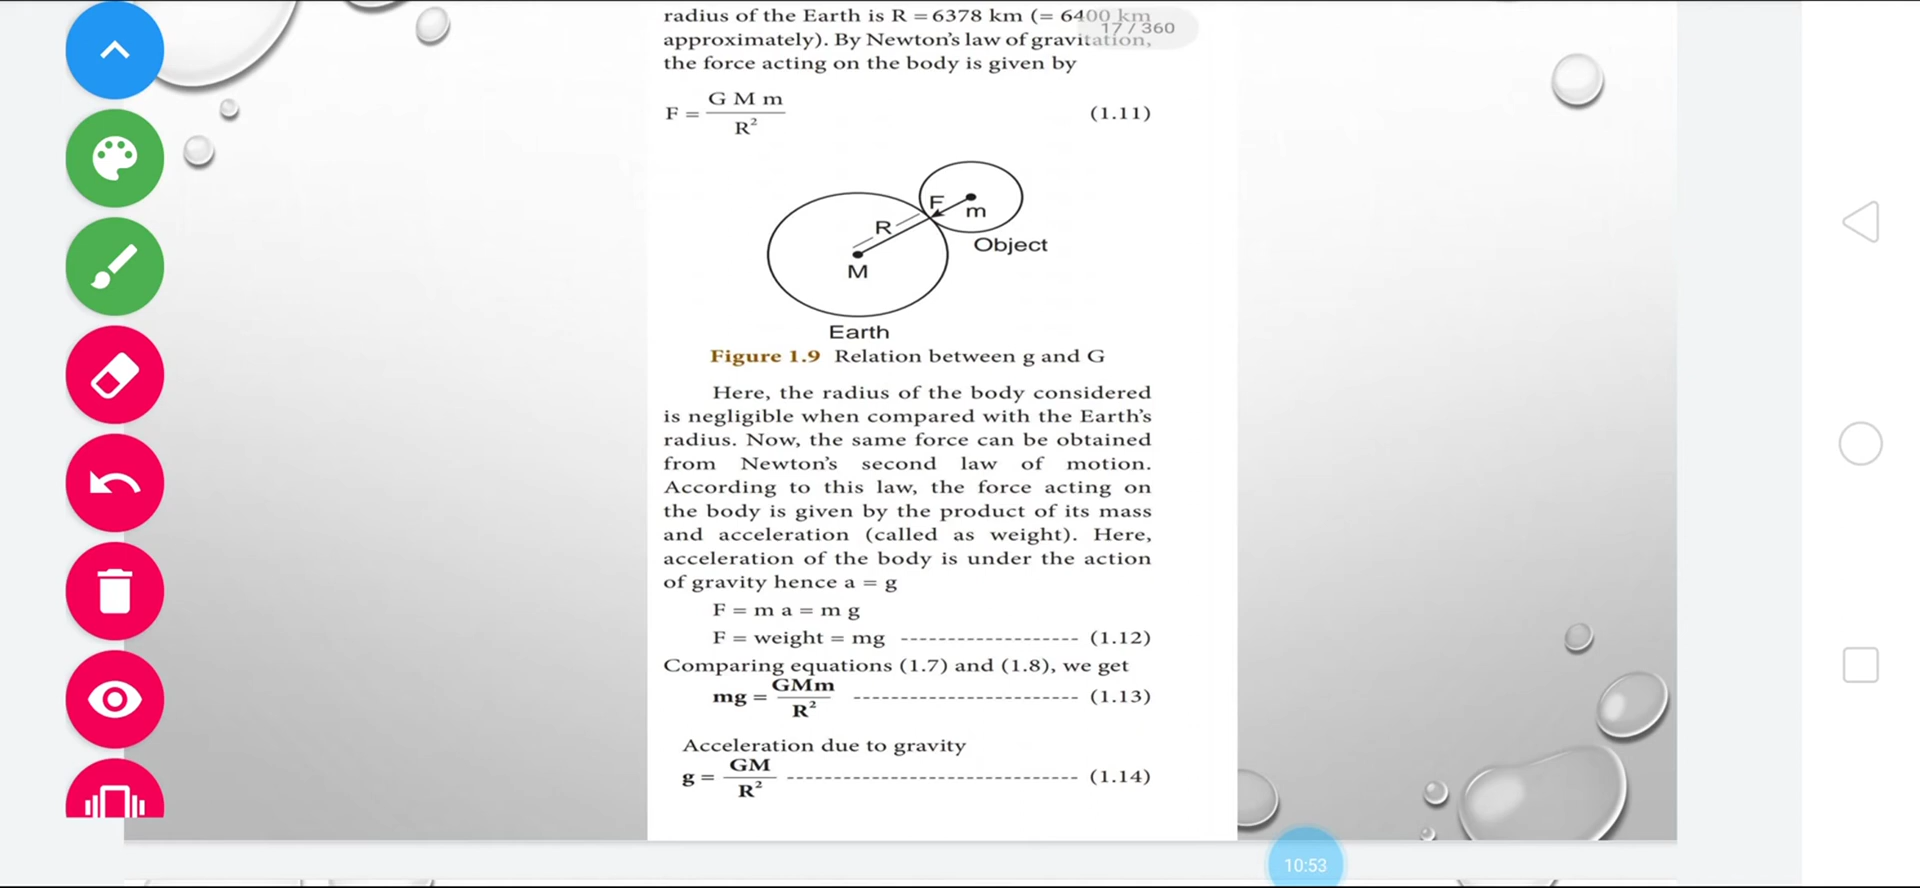 radius of the Earth is R = 6378 km (= 6400 km
17 / 360
approximately). By Newton's law of gravitation,
the force acting on the body is given by
F = G M m / R² (1.11)
F
m
R
Object
M
Earth
Figure 1.9 Relation between g and G
Here, the radius of the body considered
is negligible when compared with the Earth's
radius. Now, the same force can be obtained
from Newton's second law of motion.
According to this law, the force acting on
the body is given by the product of its mass
and acceleration (called as weight). Here,
acceleration of the body is under the action
of gravity hence a = g
F = m a = m g
F = weight = mg ------------------- (1.12)
Comparing equations (1.7) and (1.8), we get
mg = GMm / R² ------------------------ (1.13)
Acceleration due to gravity
g = GM / R² ------------------------------- (1.14)
10:53